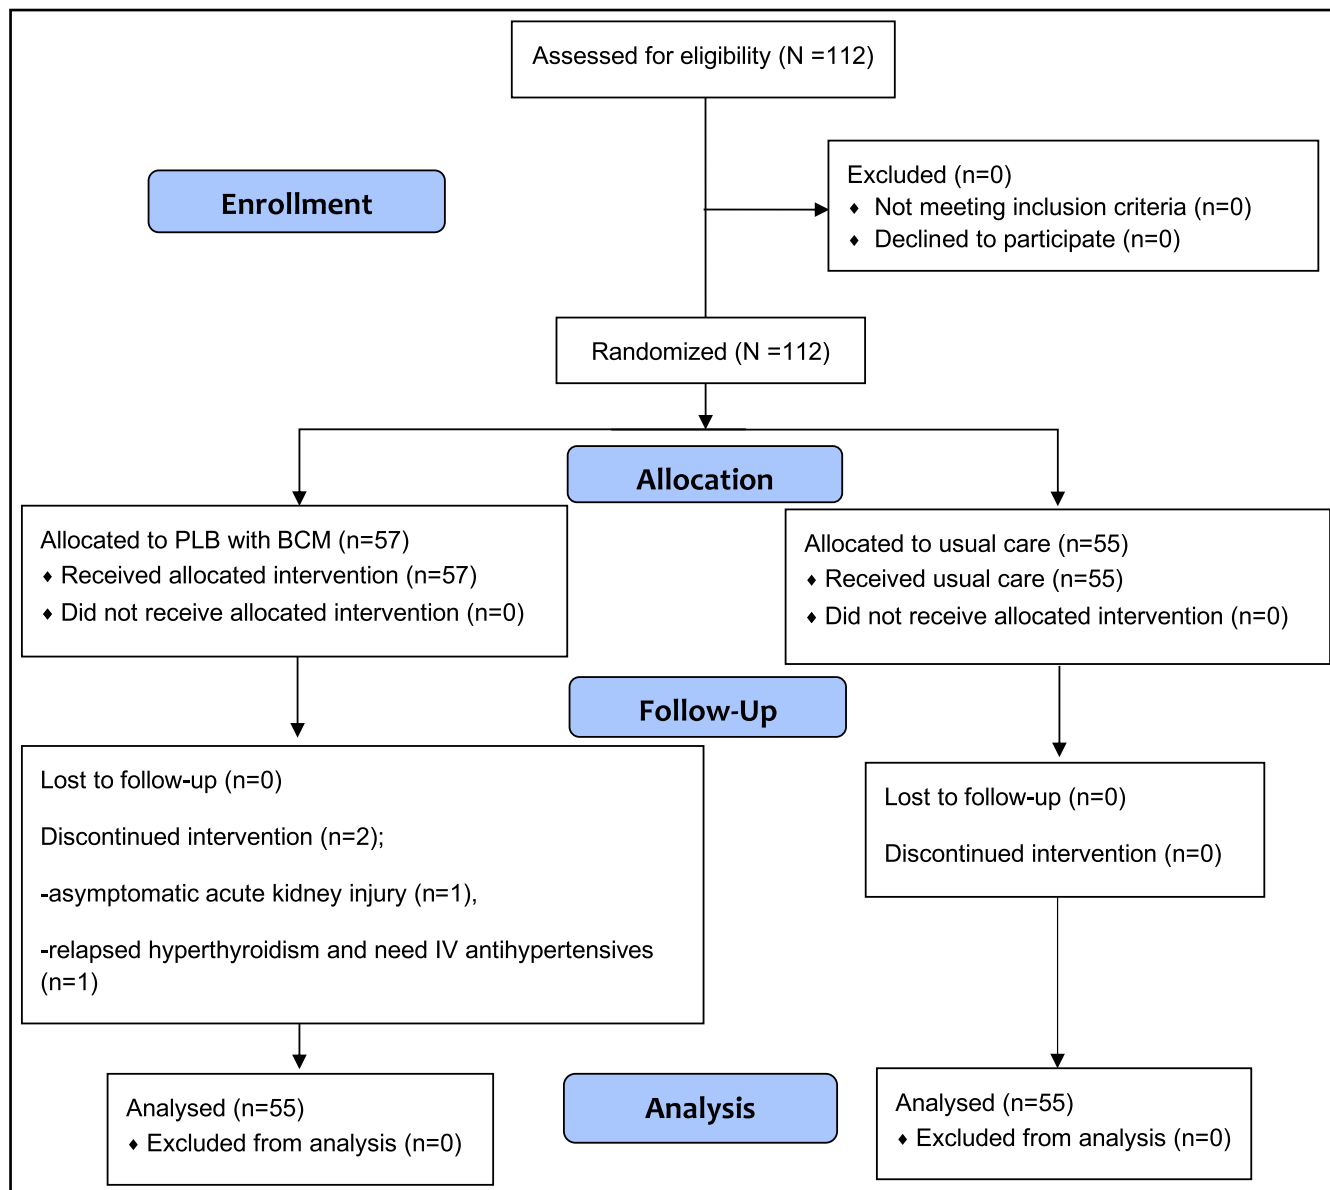 Assessed for eligibility (N =112)
Enrollment
Excluded (n=0)
♦ Not meeting inclusion criteria (n=0)
♦ Declined to participate (n=0)
Randomized (N =112)
Allocation
Allocated to PLB with BCM (n=57)
♦ Received allocated intervention (n=57)
♦ Did not receive allocated intervention (n=0)
Allocated to usual care (n=55)
♦ Received usual care (n=55)
♦ Did not receive allocated intervention (n=0)
Follow-Up
Lost to follow-up (n=0)
Discontinued intervention (n=2);
-asymptomatic acute kidney injury (n=1),
-relapsed hyperthyroidism and need IV antihypertensives
(n=1)
Lost to follow-up (n=0)
Discontinued intervention (n=0)
Analysis
Analysed (n=55)
♦ Excluded from analysis (n=0)
Analysed (n=55)
♦ Excluded from analysis (n=0)